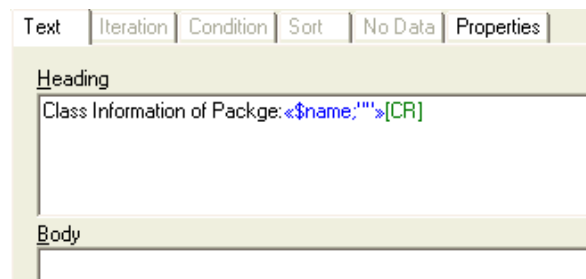 Text Iteration Condition Sort No Data Properties
Heading
Class Information of Packge:«$name;""»[CR]
Body